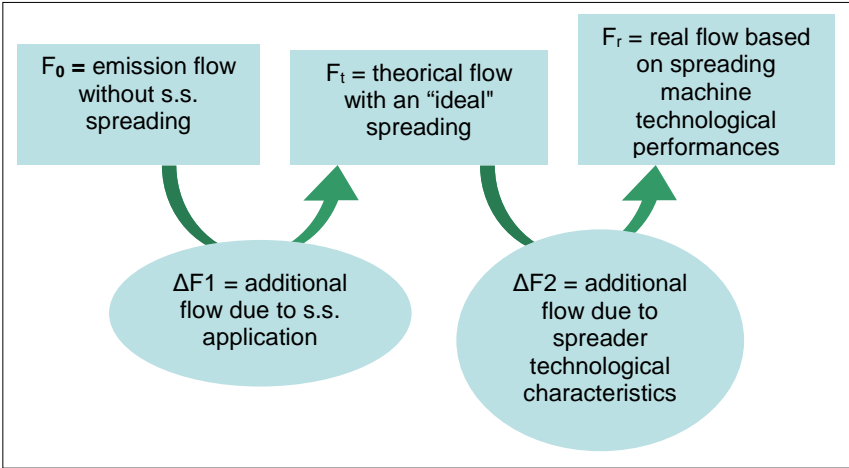 F₀ = emission flow
without s.s.
spreading
Fₜ = theorical flow
with an “ideal"
spreading
Fᵣ = real flow based
on spreading
machine
technological
performances
ΔF1 = additional
flow due to s.s.
application
ΔF2 = additional
flow due to
spreader
technological
characteristics